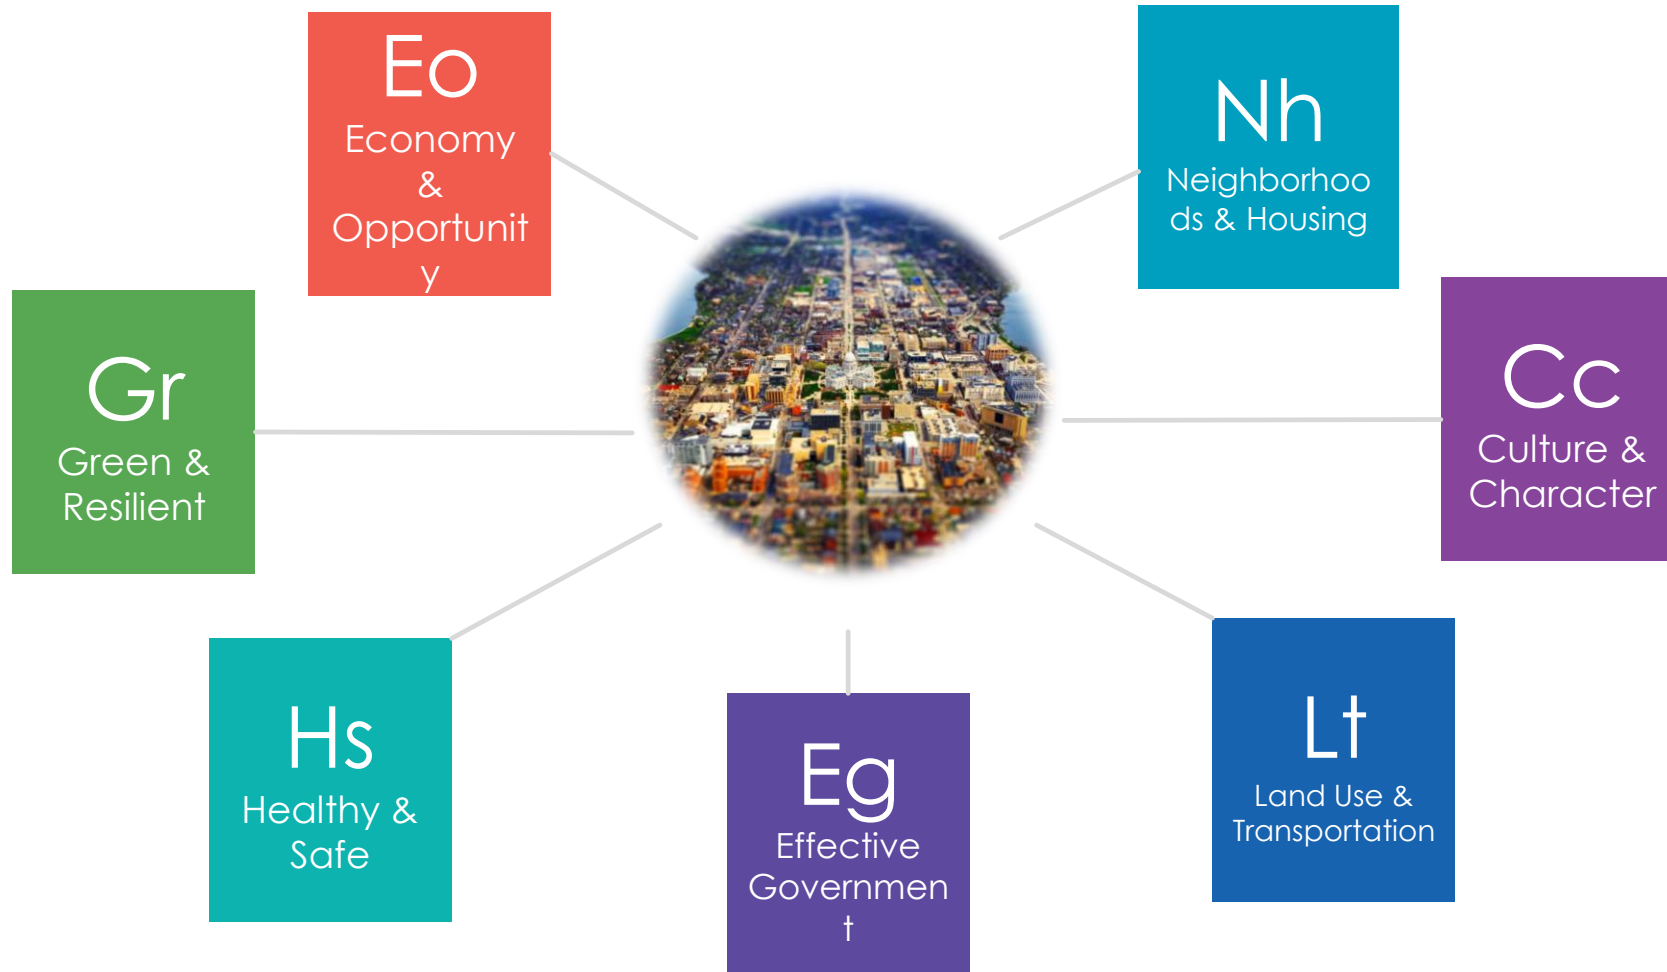 Eo
Economy
&
Opportunit
y
Nh
Neighborhoo
ds & Housing
Gr
Green &
Resilient
Cc
Culture &
Character
Hs
Healthy &
Safe
Eg
Effective
Governmen
t
Lt
Land Use &
Transportation